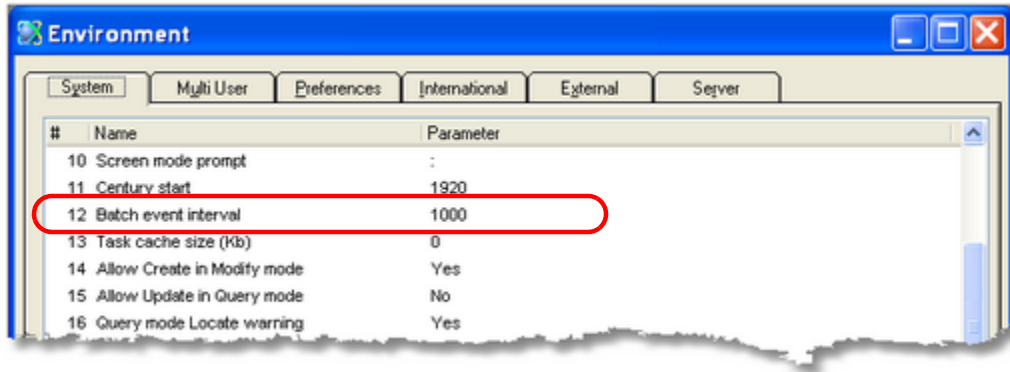 Environment
System Multi User Preferences International External Server
# Name Parameter
10 Screen mode prompt :
11 Century start 1920
12 Batch event interval 1000
13 Task cache size (Kb) 0
14 Allow Create in Modify mode Yes
15 Allow Update in Query mode No
16 Query mode Locate warning Yes